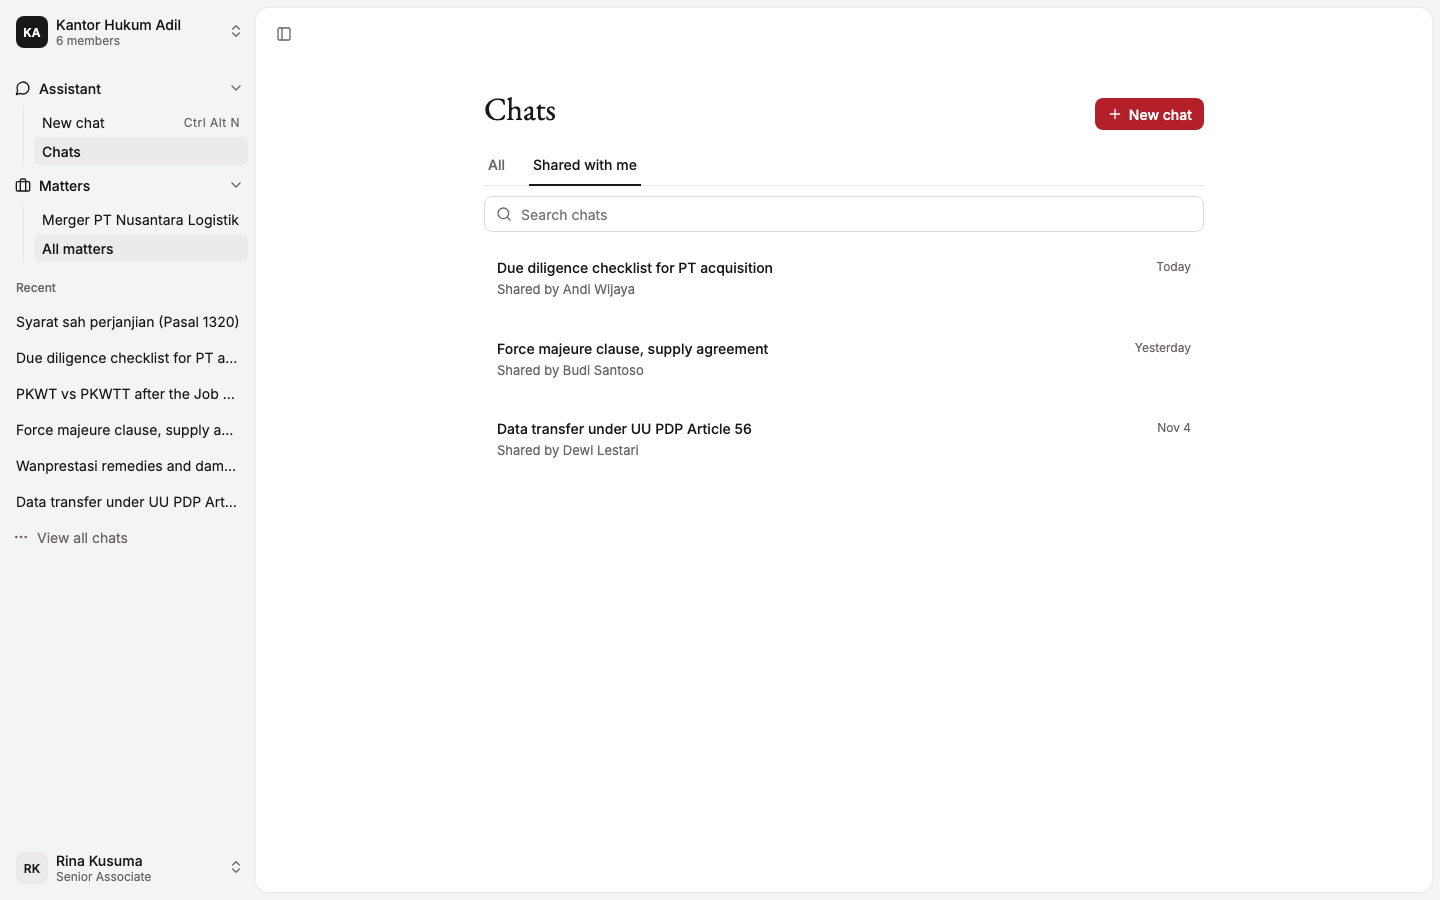 KA
Kantor Hukum Adil
6 members
Assistant
New chat
Ctrl Alt N
Chats
Matters
Merger PT Nusantara Logistik
All matters
Recent
Syarat sah perjanjian (Pasal 1320)
Due diligence checklist for PT a...
PKWT vs PKWTT after the Job ...
Force majeure clause, supply a...
Wanprestasi remedies and dam...
Data transfer under UU PDP Art...
View all chats
RK
Rina Kusuma
Senior Associate
Chats
New chat
All
Shared with me
Search chats
Due diligence checklist for PT acquisition
Today
Shared by Andi Wijaya
Force majeure clause, supply agreement
Yesterday
Shared by Budi Santoso
Data transfer under UU PDP Article 56
Nov 4
Shared by Dewi Lestari